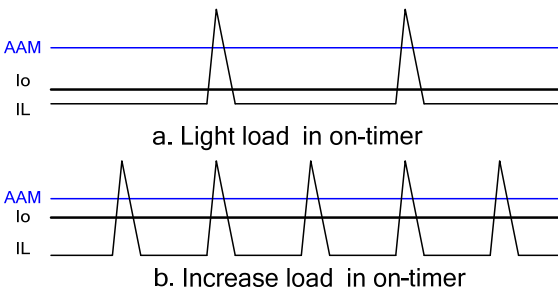 AAM
Io
IL
a. Light load in on-timer
AAM
Io
IL
b. Increase load in on-timer